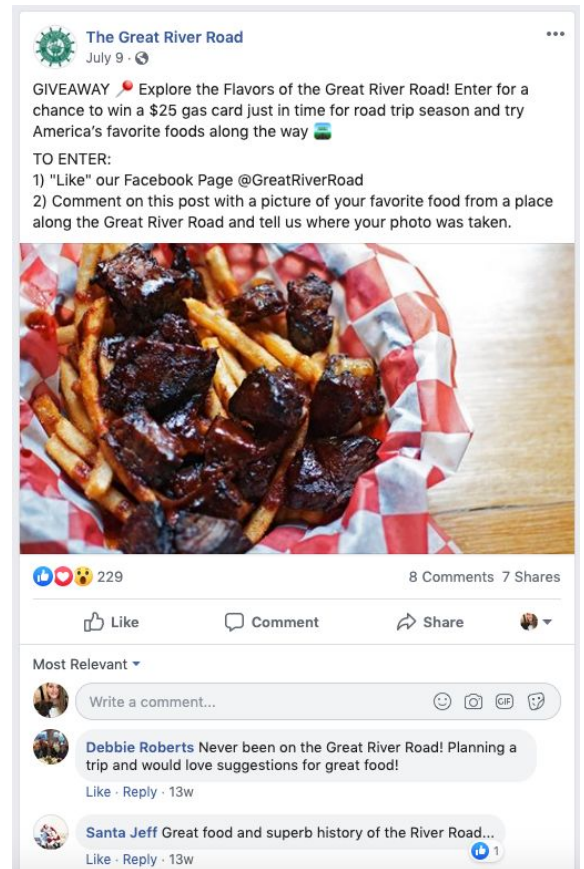 The Great River Road
July 9 ·
GIVEAWAY 📍 Explore the Flavors of the Great River Road! Enter for a
chance to win a $25 gas card just in time for road trip season and try
America’s favorite foods along the way 🏞️
TO ENTER:
1) "Like" our Facebook Page @GreatRiverRoad
2) Comment on this post with a picture of your favorite food from a place
along the Great River Road and tell us where your photo was taken.
229
8 Comments 7 Shares
Like Comment Share
Most Relevant
Write a comment...
GIF
Debbie Roberts Never been on the Great River Road! Planning a
trip and would love suggestions for great food!
Like · Reply · 13w
Santa Jeff Great food and superb history of the River Road...
1
Like · Reply · 13w